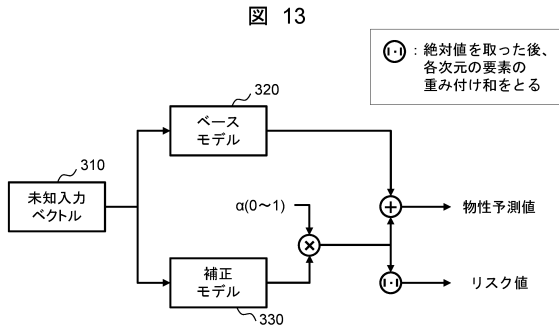 図 13
|・| : 絶対値を取った後、
各次元の要素の
重み付け和をとる
320
ベース
モデル
310
未知入力
ベクトル
α(0~1)
+
物性予測値
×
補正
モデル
|・|
リスク値
330